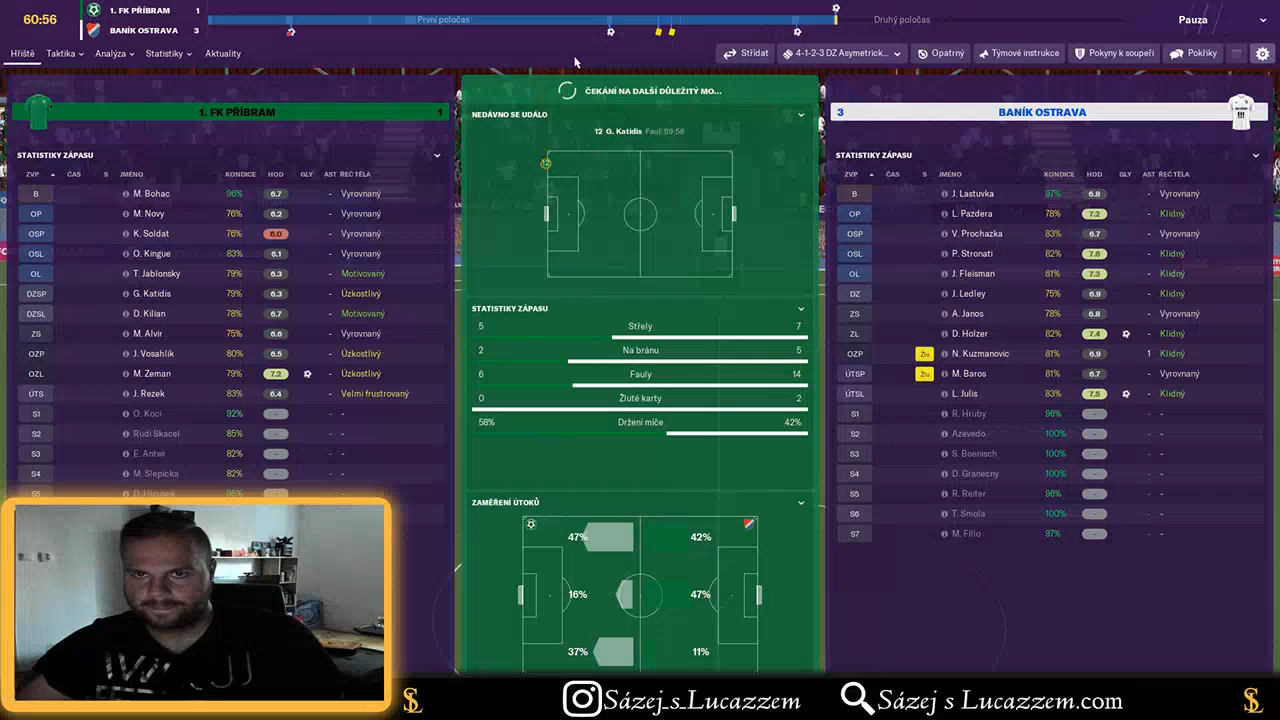 60:56
1. FK PŘÍBRAM 1
BANÍK OSTRAVA 3
První poločas
Druhý poločas
Pauza
Hřiště Taktika Analýza Statistiky Aktuality
Střídat 4-1-2-3 DZ Asymetrick... Opatrný Týmové instrukce Pokyny k soupeři Pokřiky
1. FK PŘÍBRAM 1
STATISTIKY ZÁPASU
ZVP ČAS S JMÉNO KONDICE HOD GLY AST ŘEČ TĚLA
B M. Bohac 96% 6.7 - Vyrovnaný
OP M. Novy 76% 6.2 - Vyrovnaný
OSP K. Soldat 76% 6.0 - Vyrovnaný
OSL O. Kingue 83% 6.1 - Vyrovnaný
OL T. Jablonsky 79% 6.3 - Motivovaný
DZSP G. Katidis 79% 6.3 - Úzkostlivý
DZSL D. Kilian 78% 6.7 - Motivovaný
ZS M. Alvir 75% 6.6 - Vyrovnaný
OZP J. Vosahlik 80% 6.5 - Úzkostlivý
OZL M. Zeman 79% 7.2 - Úzkostlivý
ÚTS J. Rezek 83% 6.4 - Velmi frustrovaný
S1 O. Koci 92% - - -
S2 Rudi Skacel 85% - - -
S3 E. Antwi 82% - - -
S4 M. Slepicka 82% - - -
ČEKÁNÍ NA DALŠÍ DŮLEŽITÝ MO...
NEDÁVNO SE UDÁLO
12 G. Katidis Faul 59:58
12
STATISTIKY ZÁPASU
5 Střely 7
2 Na bránu 5
6 Fauly 14
0 Žluté karty 2
58% Držení míče 42%
ZAMĚŘENÍ ÚTOKŮ
47% 42%
16% 47%
37% 11%
3 BANÍK OSTRAVA
STATISTIKY ZÁPASU
ZVP ČAS S JMÉNO KONDICE HOD GLY AST ŘEČ TĚLA
B J. Lastuvka 97% 6.8 - Vyrovnaný
OP L. Pazdera 78% 7.2 - Klidný
OSP V. Prochazka 83% 6.7 - Vyrovnaný
OSL P. Stronati 82% 7.6 - Klidný
OL J. Fleisman 81% 7.3 - Klidný
DZ J. Ledley 75% 6.9 - Klidný
ZS A. Janos 78% 6.8 - Vyrovnaný
ZL D. Holzer 82% 7.4 - Klidný
OZP Žlu N. Kuzmanovic 81% 6.9 1 Klidný
ÚTSP Žlu M. Baros 81% 6.7 - Vyrovnaný
ÚTSL L. Julis 83% 7.5 - Klidný
S1 R. Hruby 96% - - -
S2 Azevedo 100% - - -
S3 S. Boenisch 100% - - -
S4 D. Granecny 100% - - -
S5 R. Reiter 96% - - -
S6 T. Smola 100% - - -
S7 M. Fillo 97% - - -
Sázej_s_Lucazzem
Sázej s Lucazzem.com